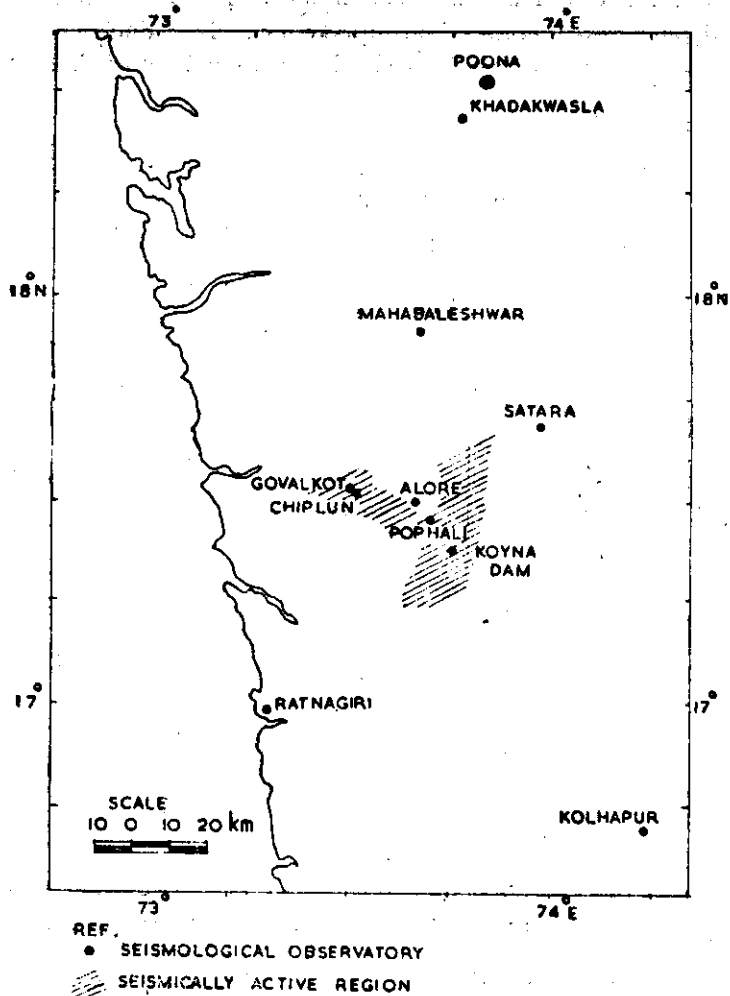 73°
74°E
POONA
KHADAKWASLA
18°N
18°N
MAHABALESHWAR
SATARA
GOVALKOT
ALORE
CHIPLUN
POPHALI
KOYNA
DAM
17°
17°
RATNAGIRI
SCALE
10 0 10 20 km
KOLHAPUR
73°
74°E
REF.
SEISMOLOGICAL OBSERVATORY
SEISMICALLY ACTIVE REGION